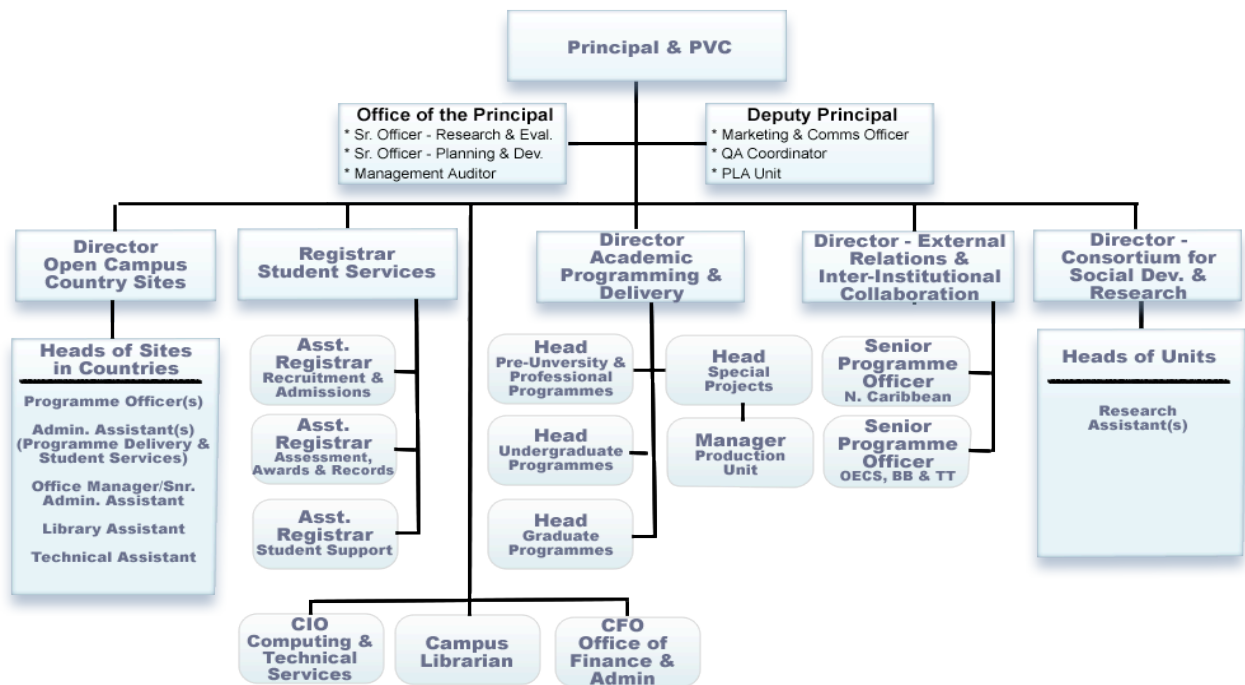 Principal & PVC
Office of the Principal
* Sr. Officer - Research & Eval.
* Sr. Officer - Planning & Dev.
* Management Auditor
Deputy Principal
* Marketing & Comms Officer
* QA Coordinator
* PLA Unit
Director
Open Campus
Country Sites
Registrar
Student Services
Director
Academic
Programming &
Delivery
Director - External
Relations &
Inter-Institutional
Collaboration
Director -
Consortium for
Social Dev. &
Research
Heads of Sites
in Countries
Programme Officer(s)
Admin. Assistant(s)
(Programme Delivery &
Student Services)
Office Manager/Snr.
Admin. Assistant
Library Assistant
Technical Assistant
Asst.
Registrar
Recruitment &
Admissions
Asst.
Registrar
Assessment,
Awards & Records
Asst.
Registrar
Student Support
Head
Pre-Unversity &
Professional
Programmes
Head
Undergraduate
Programmes
Head
Graduate
Programmes
Head
Special
Projects
Manager
Production
Unit
Senior
Programme
Officer
N. Caribbean
Senior
Programme
Officer
OECS, BB & TT
Heads of Units
Research
Assistant(s)
CIO
Computing &
Technical
Services
Campus
Librarian
CFO
Office of
Finance &
Admin